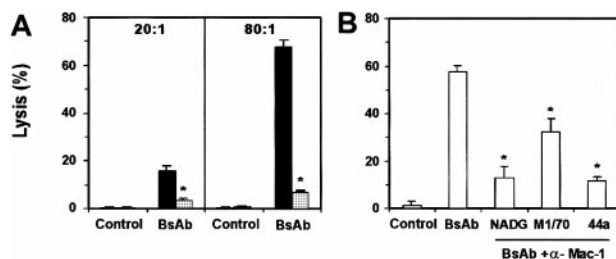 A
B
20:1
80:1
Lysis (%)
80
60
40
20
0
80
60
40
20
0
*
*
*
*
*
Control
BsAb
Control
BsAb
Control
BsAb
NADG
M1/70
44a
BsAb +α- Mac-1